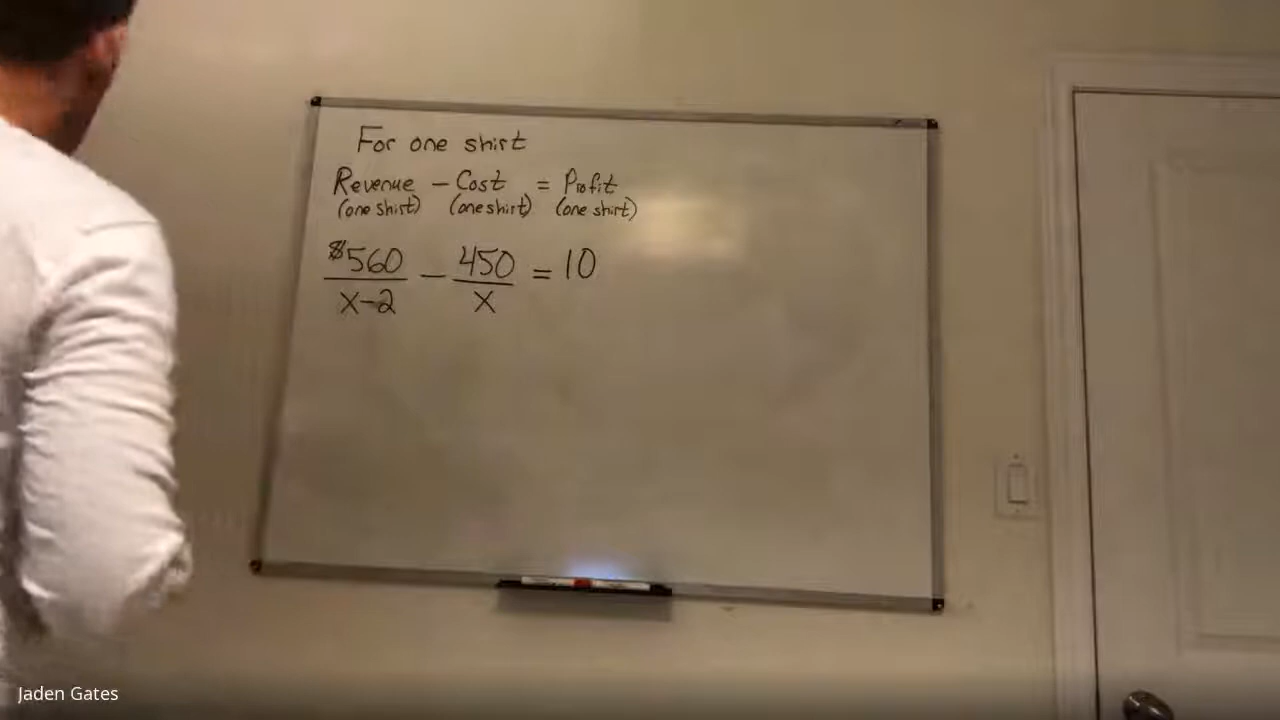 For one shirt
Revenue - Cost = Profit
(one shirt) (one shirt) (one shirt)
$560 - 450 = 10
x-2 x
Jaden Gates